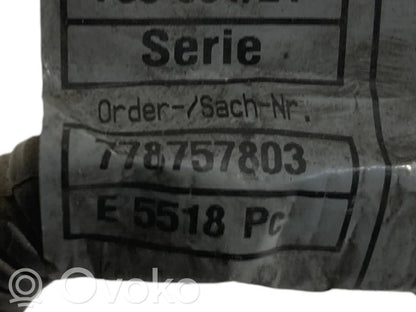 Serie
Order-/Sach-Nr.
778757803
E 5518 Pc
© Ovoko